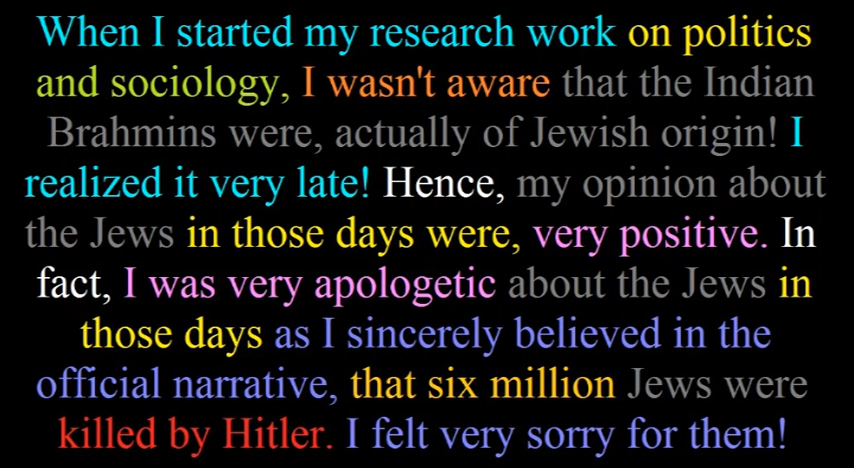 When I started my research work on politics
and sociology, I wasn't aware that the Indian
Brahmins were, actually of Jewish origin! I
realized it very late! Hence, my opinion about
the Jews in those days were, very positive. In
fact, I was very apologetic about the Jews in
those days as I sincerely believed in the
official narrative, that six million Jews were
killed by Hitler. I felt very sorry for them!